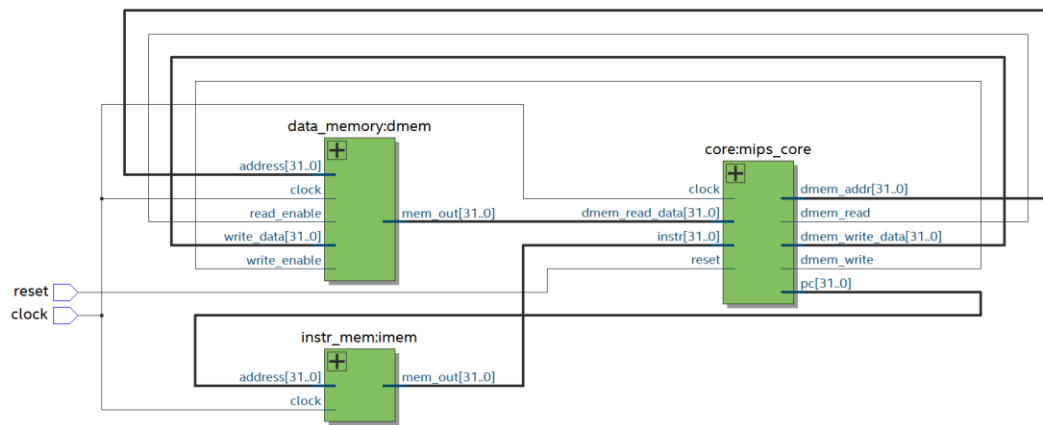 data_memory:dmem
address[31..0]
clock
read_enable
write_data[31..0]
write_enable
mem_out[31..0]
core:mips_core
clock
dmem_read_data[31..0]
instr[31..0]
reset
dmem_addr[31..0]
dmem_read
dmem_write_data[31..0]
dmem_write
pc[31..0]
reset
clock
instr_mem:imem
address[31..0]
clock
mem_out[31..0]